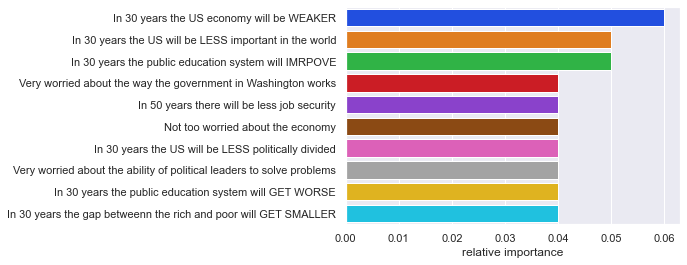 In 30 years the US economy will be WEAKER
In 30 years the US will be LESS important in the world
In 30 years the public education system will IMRPOVE
Very worried about the way the government in Washington works
In 50 years there will be less job security
Not too worried about the economy
In 30 years the US will be LESS politically divided
Very worried about the ability of political leaders to solve problems
In 30 years the public education system will GET WORSE
In 30 years the gap betweenn the rich and poor will GET SMALLER
0.00 0.01 0.02 0.03 0.04 0.05 0.06
relative importance